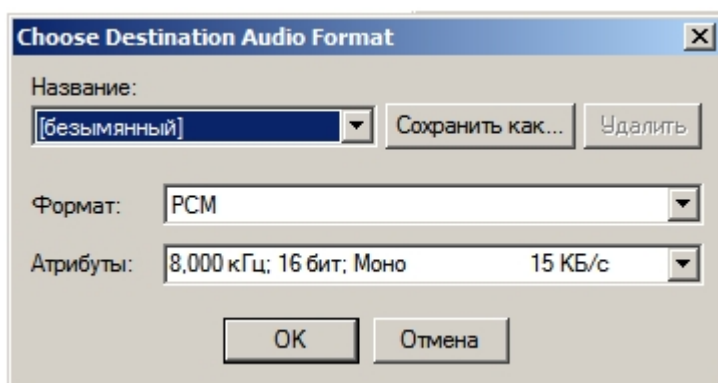 Choose Destination Audio Format
Название:
[безымянный] Сохранить как... Удалить
Формат: PCM
Атрибуты: 8,000 кГц; 16 бит; Моно 15 КБ/с
OK Отмена